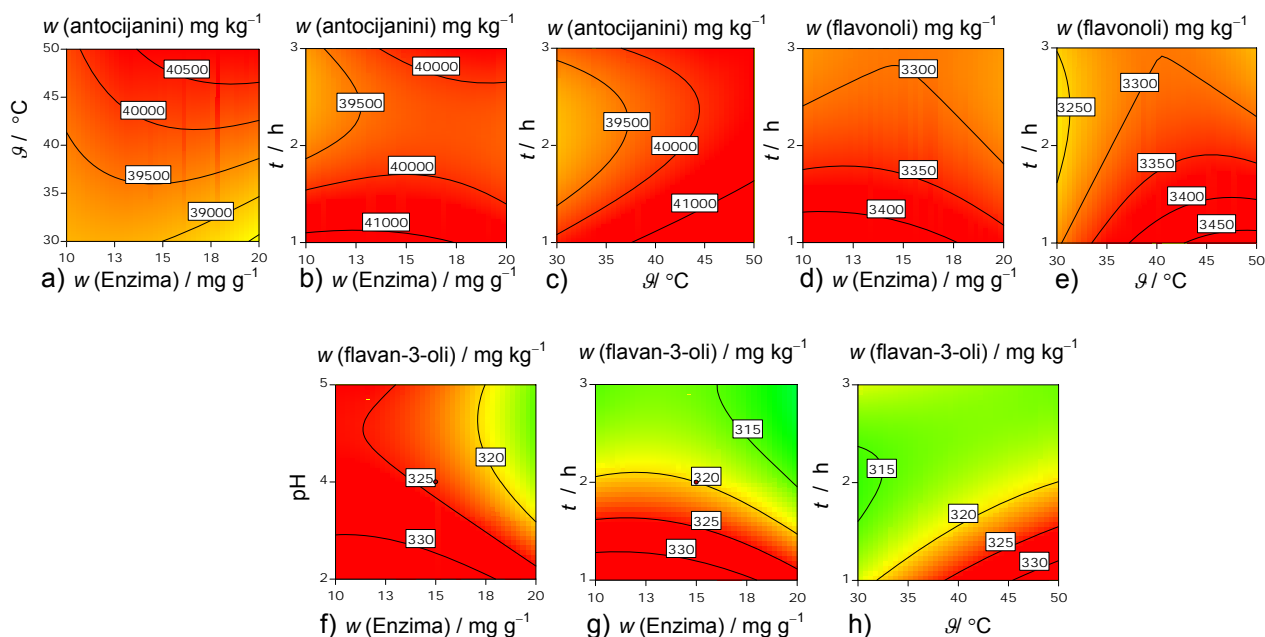 w (antocijanini) mg kg⁻¹
50
45
40
35
30
ϑ / °C
40500
40000
39500
39000
10 13 15 18 20
a) w (Enzima) / mg g⁻¹
w (antocijanini) mg kg⁻¹
3
2
1
t / h
40000
39500
40000
41000
10 13 15 18 20
b) w (Enzima) / mg g⁻¹
w (antocijanini) mg kg⁻¹
3
2
1
t / h
39500
40000
41000
30 35 40 45 50
c) ϑ/ °C
w (flavonoli) mg kg⁻¹
3
2
1
t / h
3300
3350
3400
10 13 15 18 20
d) w (Enzima) / mg g⁻¹
w (flavonoli) mg kg⁻¹
3
2
1
t / h
3300
3250
3350
3400
3450
30 35 40 45 50
e) ϑ / °C
w (flavan-3-oli) / mg kg⁻¹
5
4
2
pH
320
325
330
10 13 15 18 20
f) w (Enzima) / mg g⁻¹
w (flavan-3-oli) / mg kg⁻¹
3
2
1
t / h
315
320
325
330
10 13 15 18 20
g) w (Enzima) / mg g⁻¹
w (flavan-3-oli) / mg kg⁻¹
3
2
1
t / h
315
320
325
330
30 35 40 45 50
h) ϑ/ °C